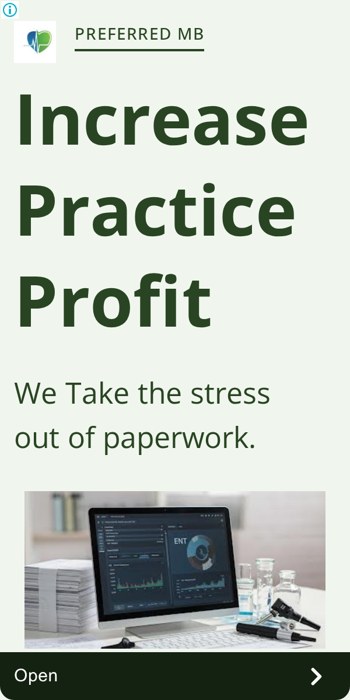 PREFERRED MB
Increase
Practice
Profit
We Take the stress
out of paperwork.
ENT
Open